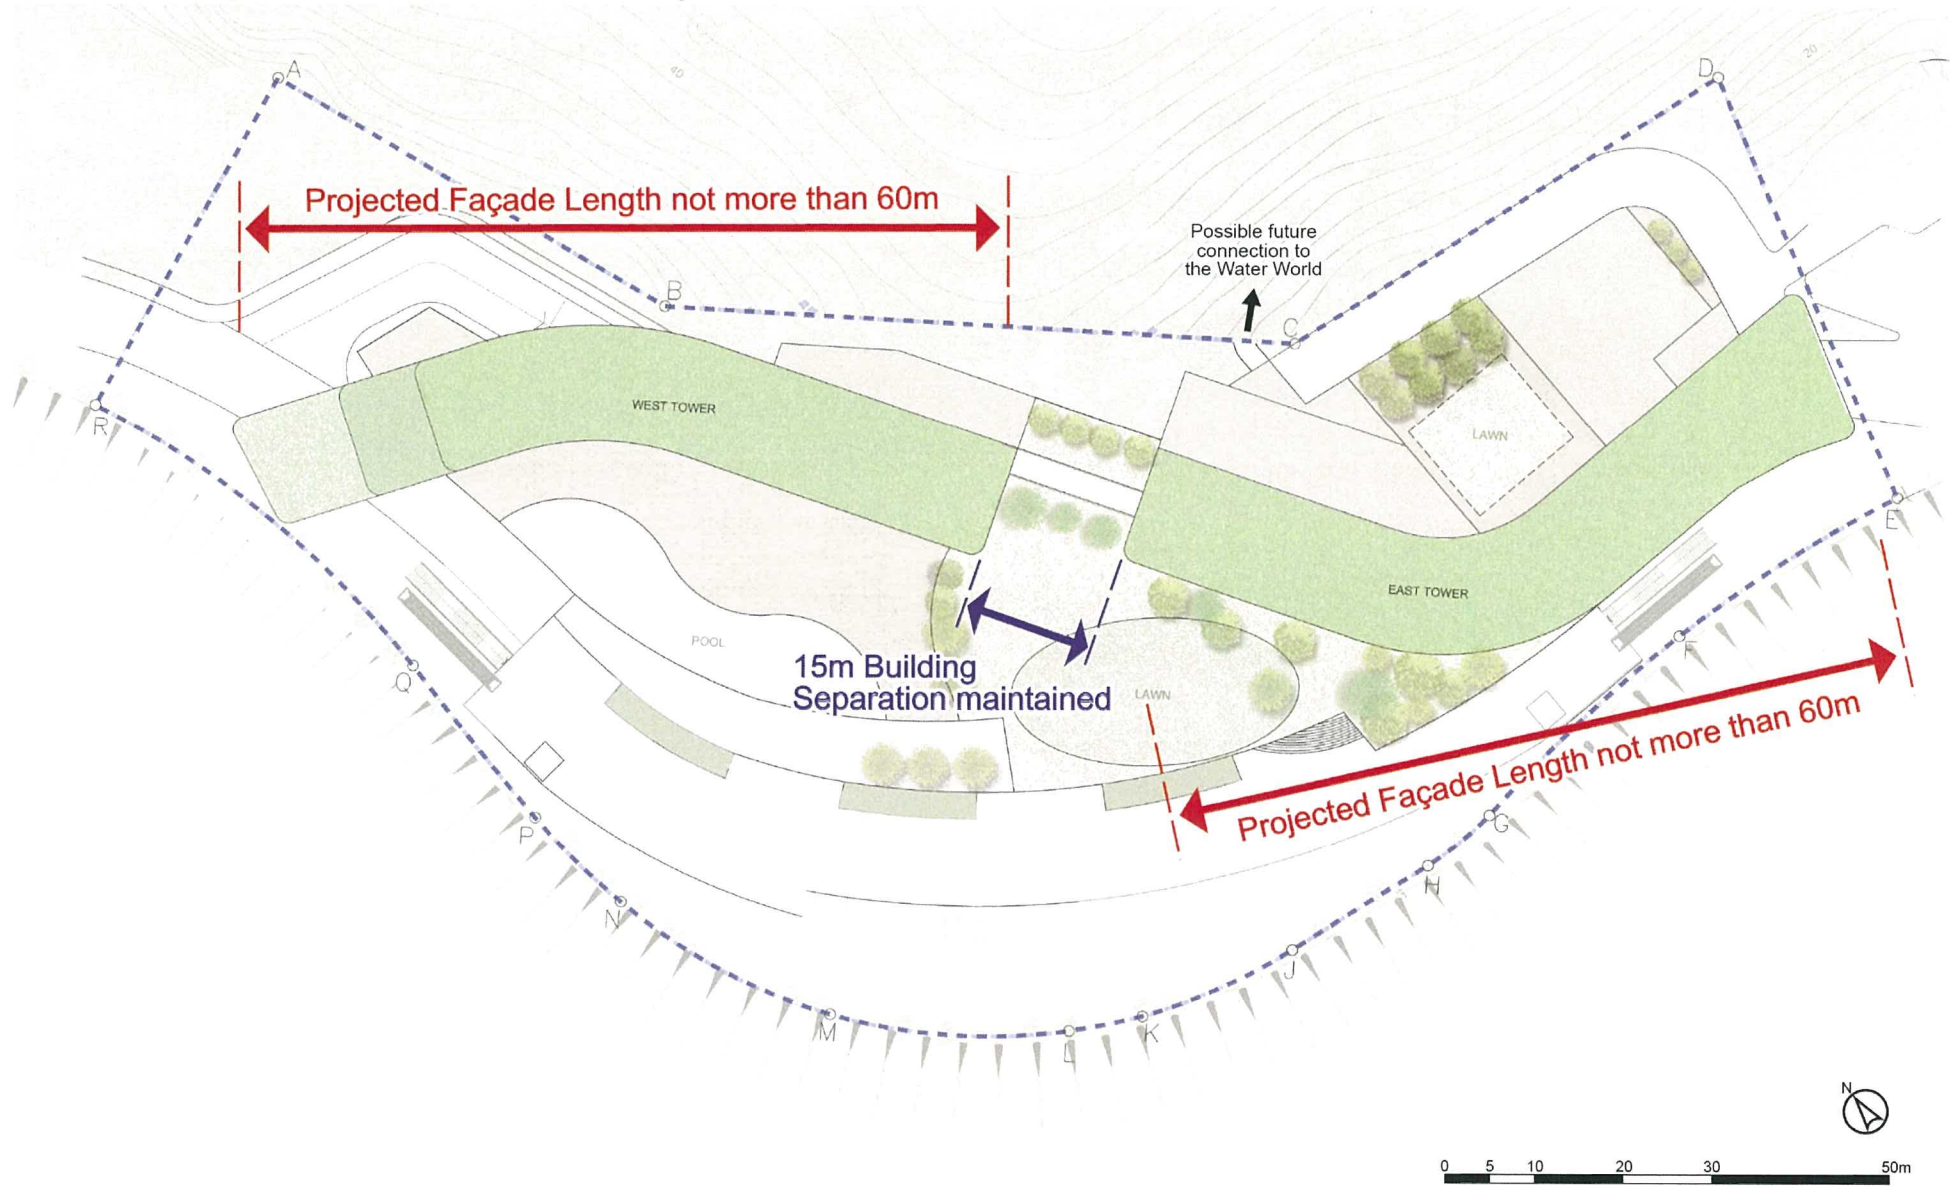 A
D
40
20
Projected Façade Length not more than 60m
Possible future
connection to
the Water World
B
C
R
WEST TOWER
LAWN
E
EAST TOWER
POOL
F
Q
15m Building
Separation maintained
LAWN
Projected Façade Length not more than 60m
P
G
H
N
J
M
L
K
N
0 5 10 20 30 50m